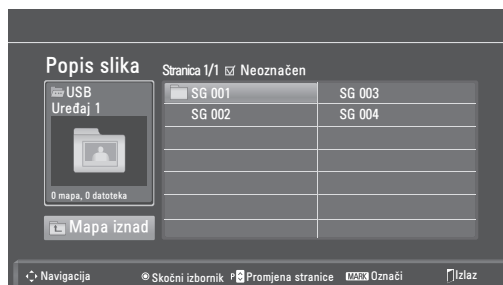 Popis slika
Stranica 1/1 ☑ Neoznačen
USB
Uređaj 1
0 mapa, 0 datoteka
Mapa iznad
SG 001
SG 003
SG 002
SG 004
Navigacija
Skočni izbornik
P Promjena stranice
MARK Označi
Izlaz